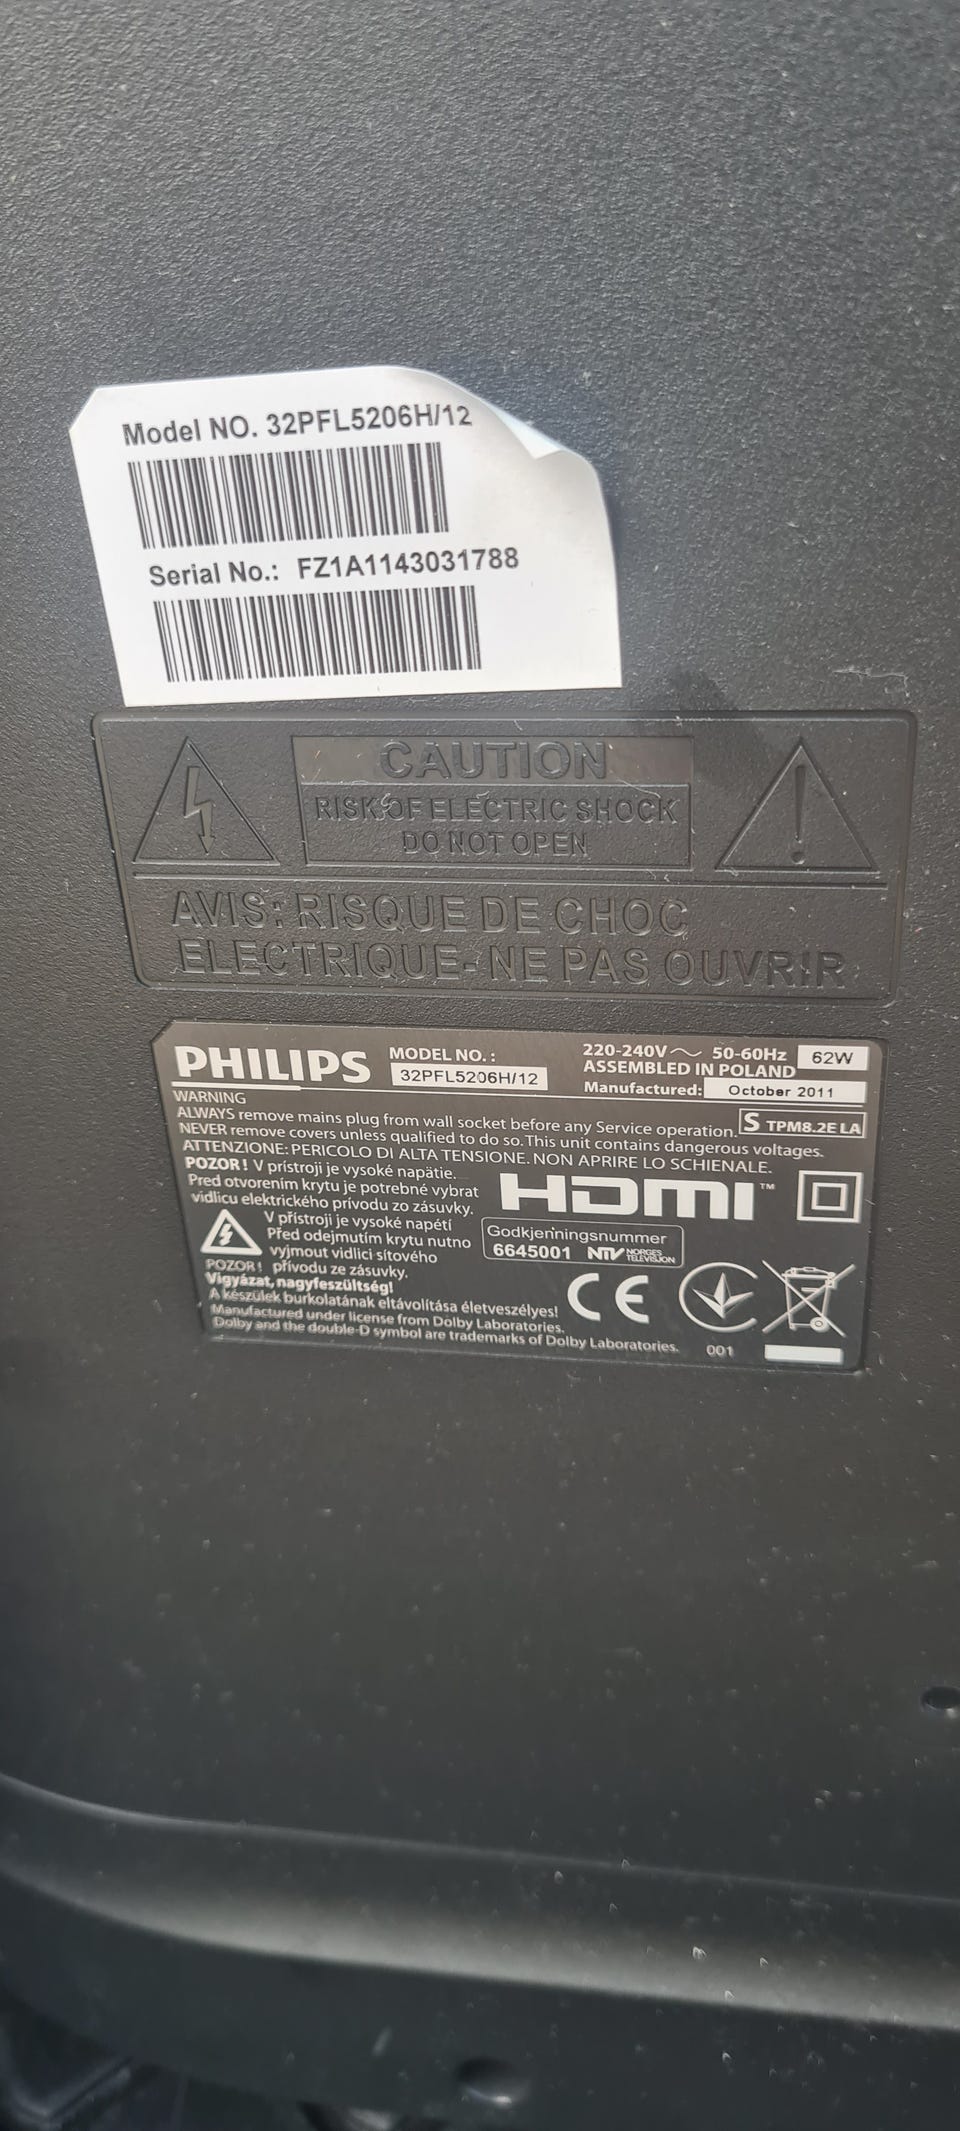 Model NO. 32PFL5206H/12
Serial No.: FZ1A1143031788
CAUTION
RISK OF ELECTRIC SHOCK
DO NOT OPEN
AVIS: RISQUE DE CHOC
ELECTRIQUE-NE PAS OUVRIR
PHILIPS
MODEL NO. :
32PFL5206H/12
220-240V～ 50-60Hz 62W
ASSEMBLED IN POLAND
Manufactured: October 2011
S TPM8.2E LA
WARNING
ALWAYS remove mains plug from wall socket before any Service operation.
NEVER remove covers unless qualified to do so. This unit contains dangerous voltages.
ATTENZIONE: PERICOLO DI ALTA TENSIONE. NON APRIRE LO SCHIENALE.
POZOR! V prístroji je vysoké napätie.
Pred otvorením krytu je potrebné vybrat
vidlicu elektrického prívodu zo zásuvky.
HDMI™
V přístroji je vysoké napětí
Před odejmutím krytu nutno
vyjmout vidlici síťového
POZOR! přívodu ze zásuvky.
Godkjenningsnummer
6645001 NTV NORGES
TELEVISJON
Vigyázat, nagyfeszültség!
A készülek burkolatának eltávolítása életveszélyes!
Manufactured under license from Dolby Laboratories.
Dolby and the double-D symbol are trademarks of Dolby Laboratories.
CE
001